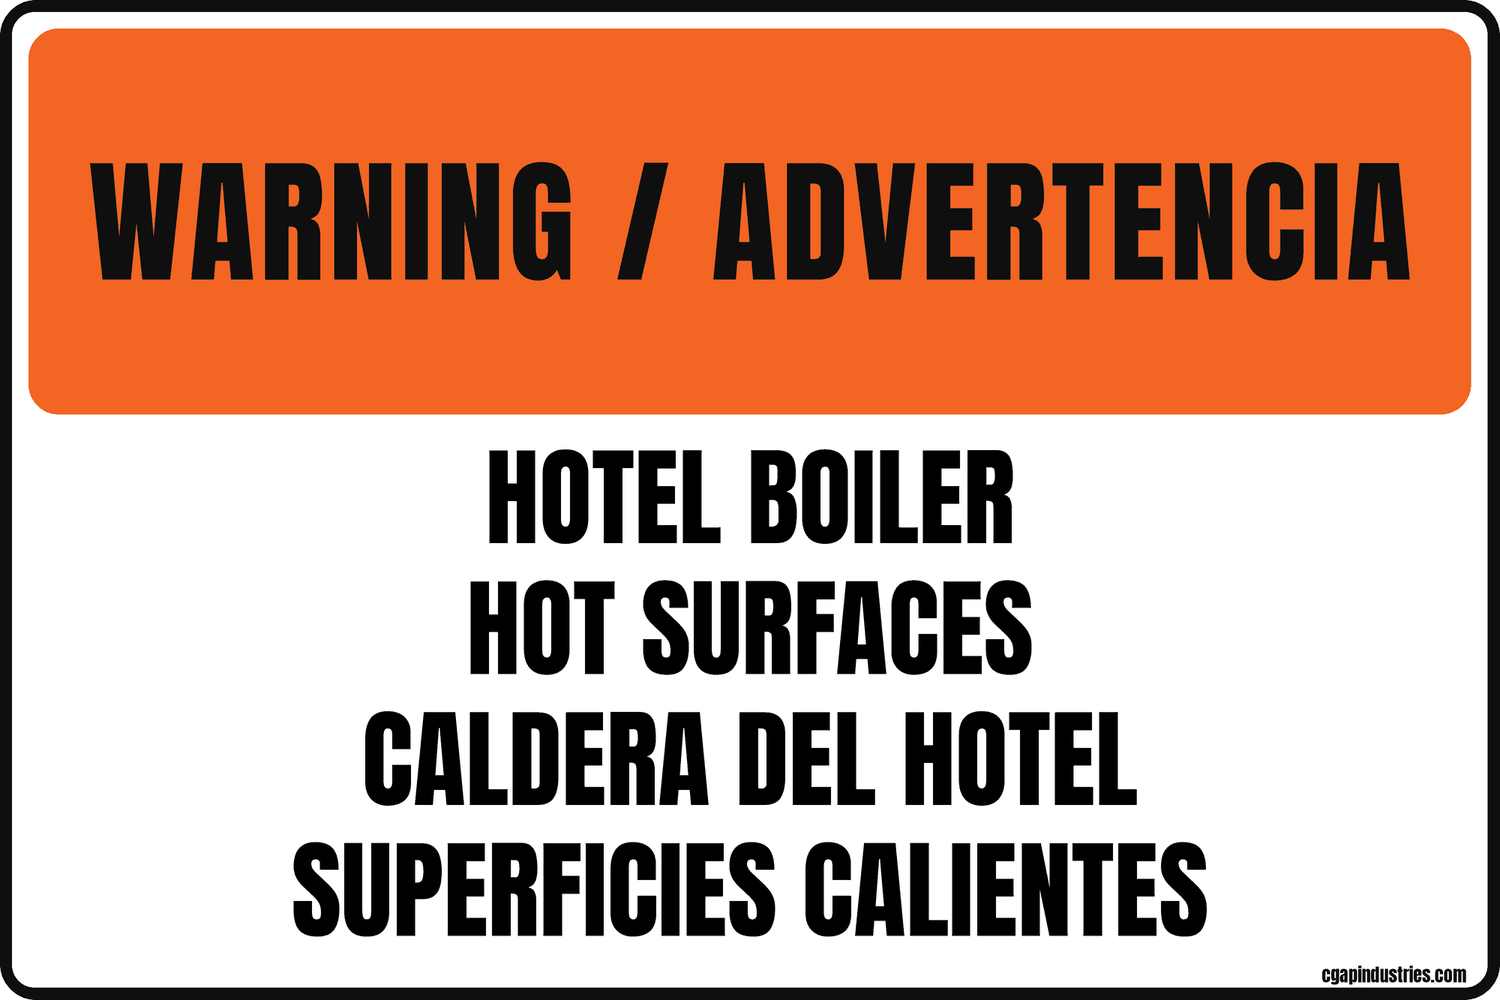 WARNING / ADVERTENCIA
HOTEL BOILER
HOT SURFACES
CALDERA DEL HOTEL
SUPERFICIES CALIENTES
cgapindustries.com